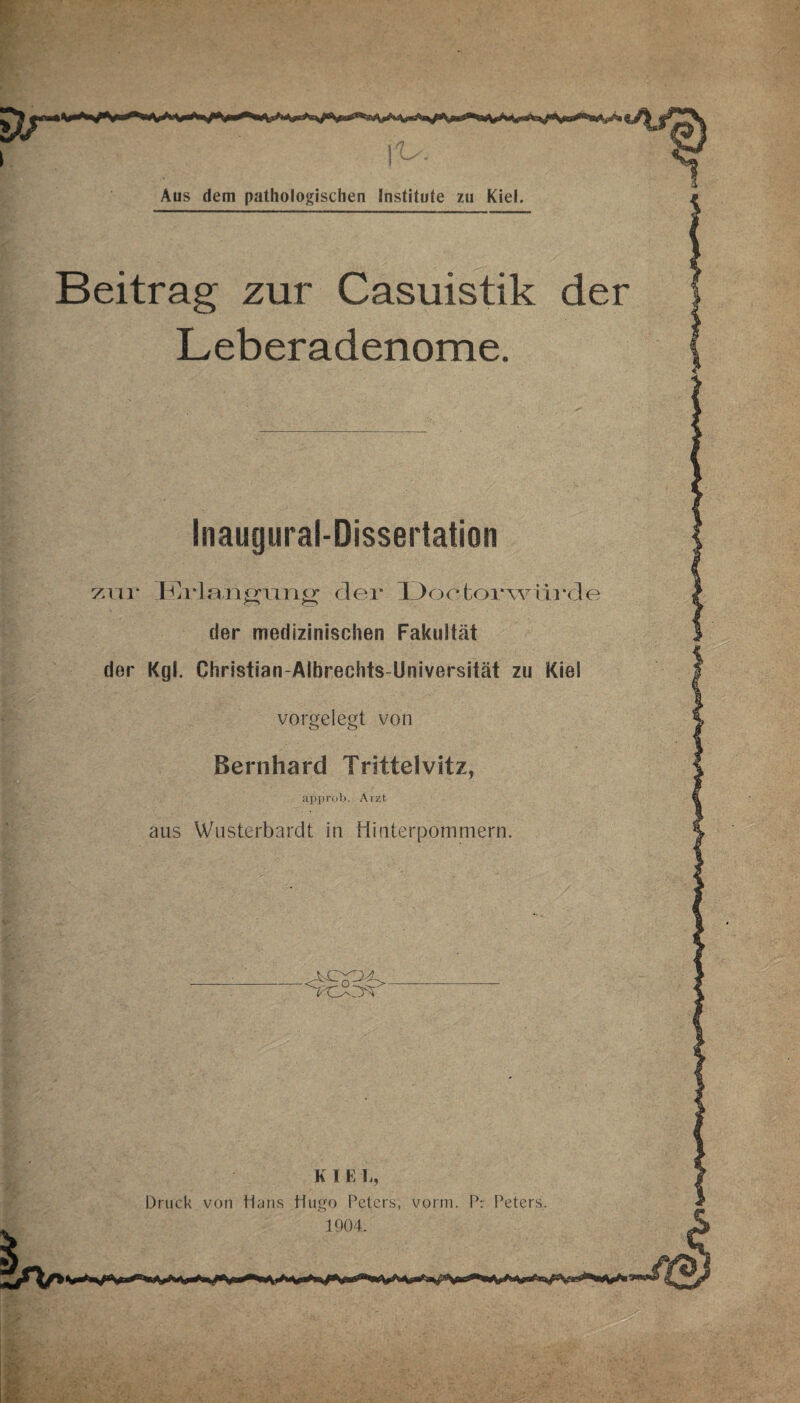 Aus dem pathologischen Institute zu Kiel.
Beitrag zur Casuistik der
Leberadenome.
Inaugural-Dissertation
zur Erlangung der Doctorwürde
der medizinischen Fakultät
der Kgl. Christian-Albrechts-Universität zu Kiel
vorgelegt von
Bernhard Trittelvitz,
approb. Arzt
aus Wusterbardt in Hinterpommern.
KIEL,
Druck von Hans Hugo Peters, vorm. P. Peters.
1904.